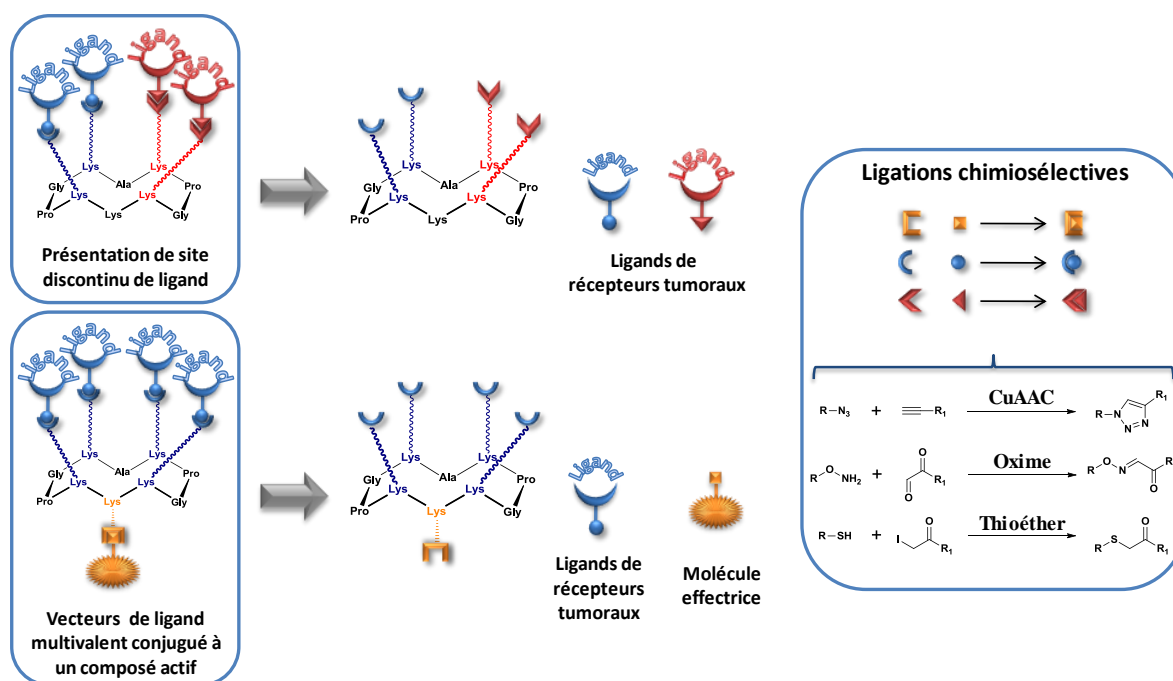 Ligand
Ligand
Ligand
Ligand
Lys
Lys
Gly
Ala
Pro
Lys
Lys
Pro
Lys
Gly
Présentation de site
discontinu de ligand
Lys
Lys
Gly
Ala
Pro
Lys
Lys
Pro
Lys
Gly
Ligand
Ligand
Ligands de
récepteurs tumoraux
Ligand
Ligand
Ligand
Ligand
Lys
Lys
Gly
Ala
Pro
Lys
Lys
Pro
Lys
Gly
Vecteurs de ligand
multivalent conjugué à
un composé actif
Lys
Lys
Gly
Ala
Pro
Lys
Lys
Pro
Lys
Gly
Ligand
Ligands de
récepteurs
tumoraux
Molécule
effectrice
Ligations chimiosélectives
R-N3 + R1 CuAAC R N N N R1
R O NH2 + O O R1 Oxime R O N O R
R-SH + I O R1 Thioéther R S O R1